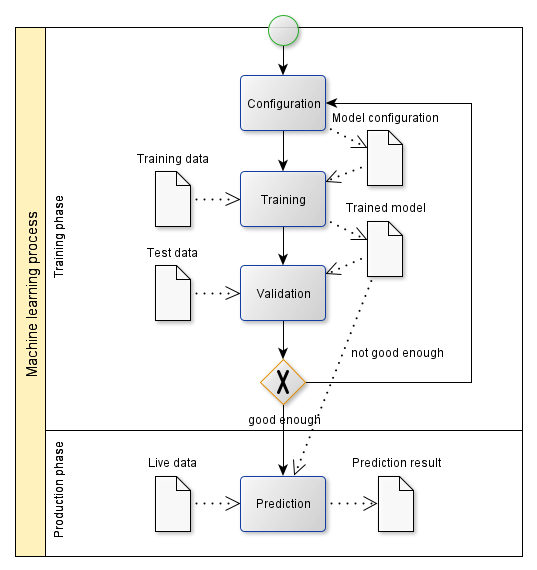 Machine learning process
Training phase
Configuration
Model configuration
Training data
Training
Trained model
Test data
Validation
not good enough
X
good enough
Production phase
Live data
Prediction
Prediction result